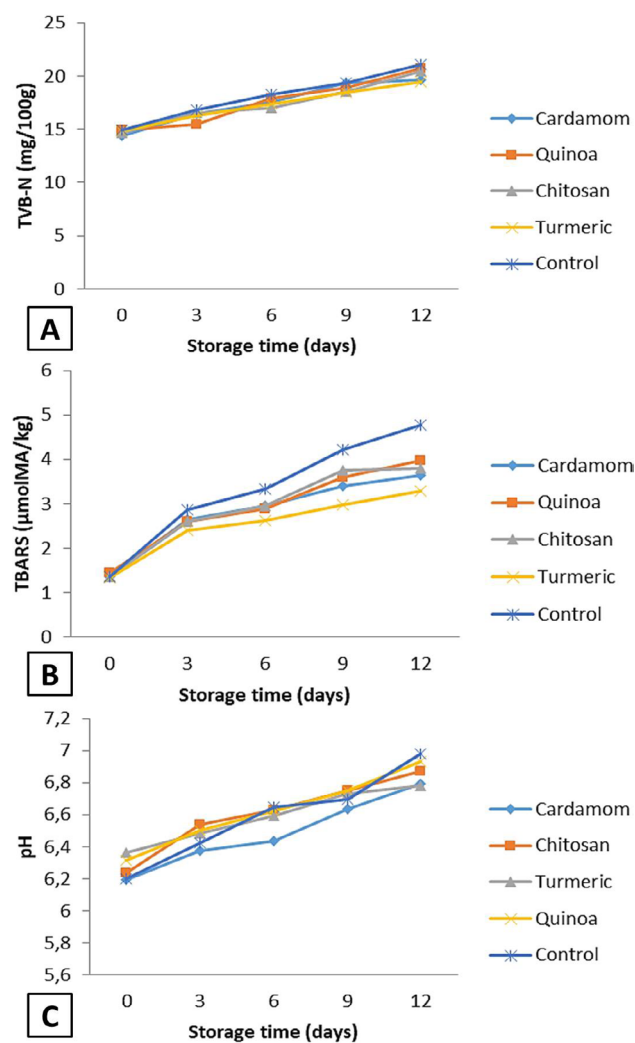 25
20
15
10
5
0
TVB-N (mg/100g)
0 3 6 9 12
Storage time (days)
Cardamom
Quinoa
Chitosan
Turmeric
Control
A
6
5
4
3
2
1
0
TBARS (µmolMA/kg)
0 3 6 9 12
Storage time (days)
Cardamom
Quinoa
Chitosan
Turmeric
Control
B
7,2
7
6,8
6,6
6,4
6,2
6
5,8
5,6
pH
0 3 6 9 12
Storage time (days)
Cardamom
Chitosan
Turmeric
Quinoa
Control
C